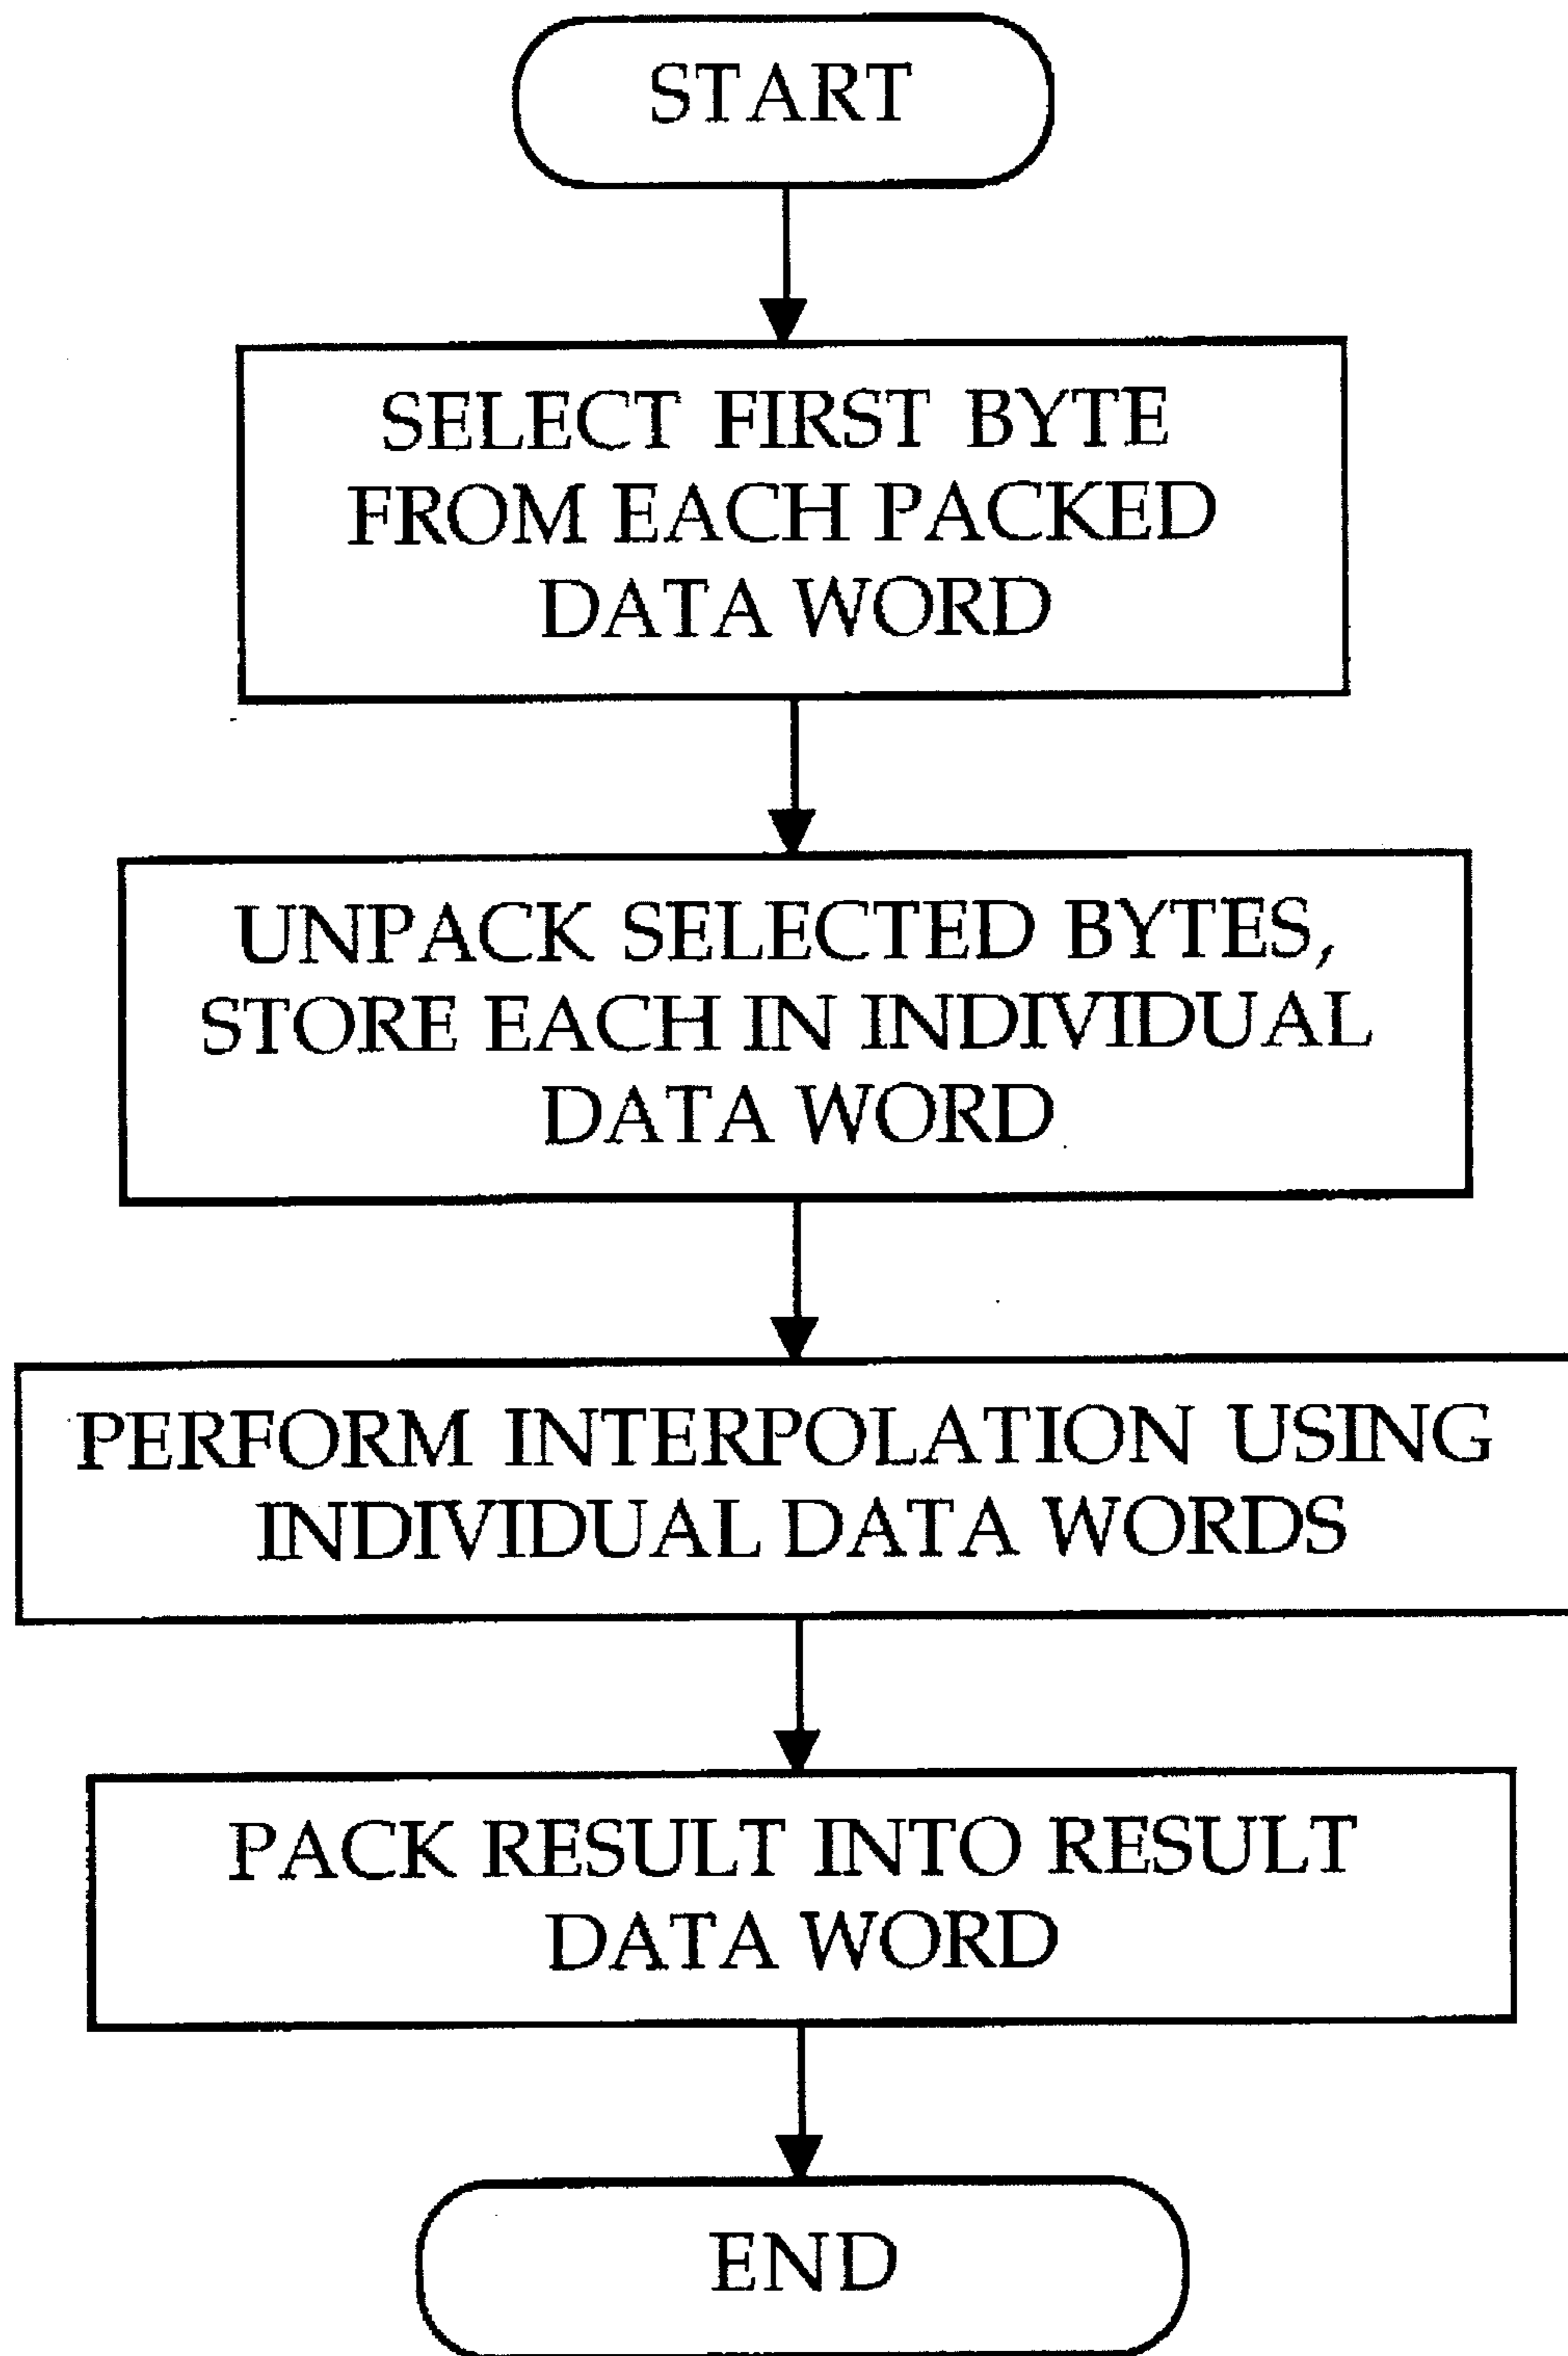 START
SELECT FIRST BYTE
FROM EACH PACKED
DATA WORD
UNPACK SELECTED BYTES,
STORE EACH IN INDIVIDUAL
DATA WORD
PERFORM INTERPOLATION USING
INDIVIDUAL DATA WORDS
PACK RESULT INTO RESULT
DATA WORD
END